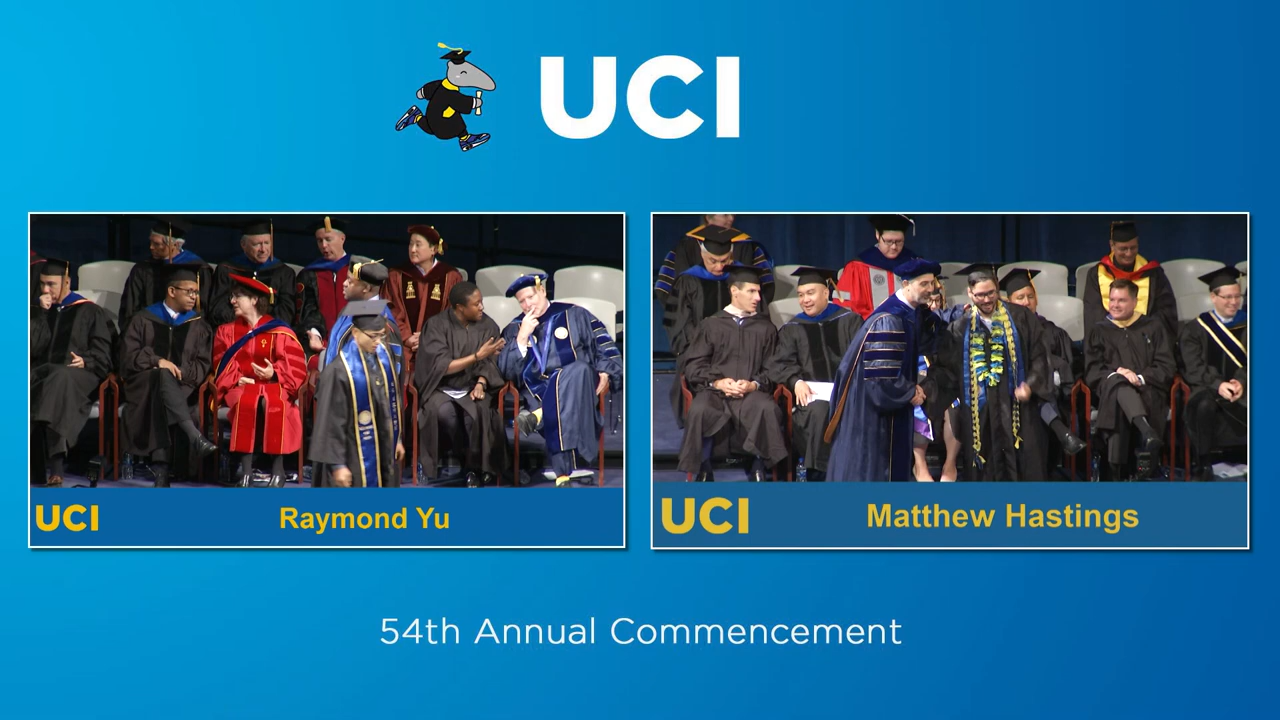 UCI
UCI
Raymond Yu
UCI
Matthew Hastings
54th Annual Commencement